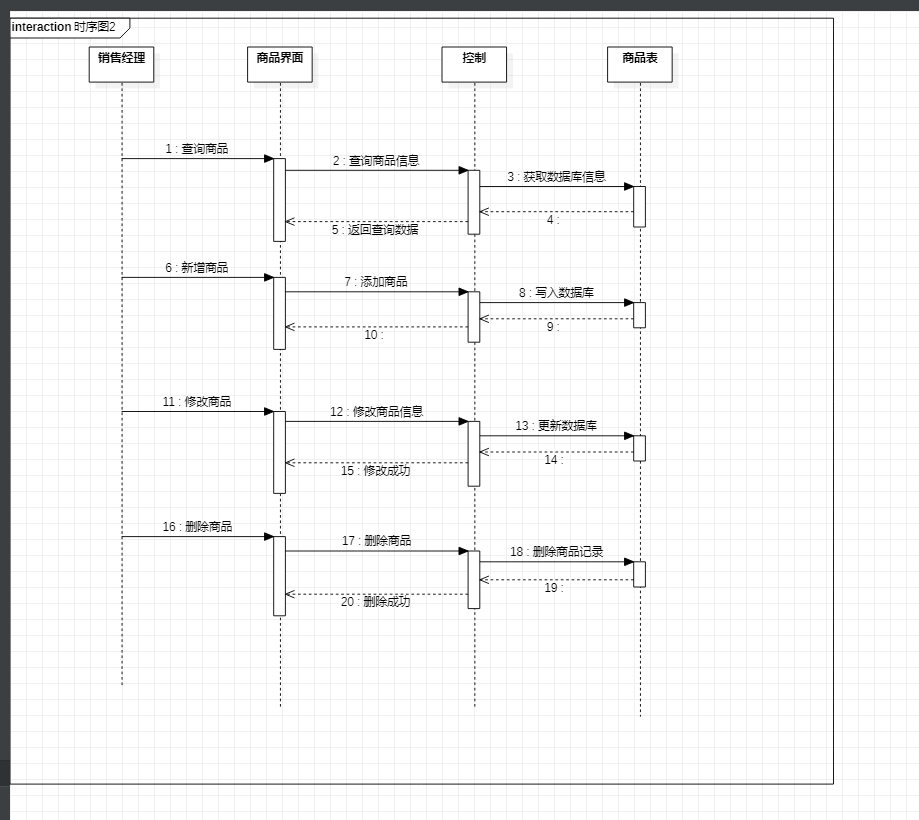 interaction 时序图2
销售经理
商品界面
控制
商品表
1 : 查询商品
2 : 查询商品信息
3 : 获取数据库信息
4 :
5 : 返回查询数据
6 : 新增商品
7 : 添加商品
8 : 写入数据库
9 :
10 :
11 : 修改商品
12 : 修改商品信息
13 : 更新数据库
14 :
15 : 修改成功
16 : 删除商品
17 : 删除商品
18 : 删除商品记录
19 :
20 : 删除成功